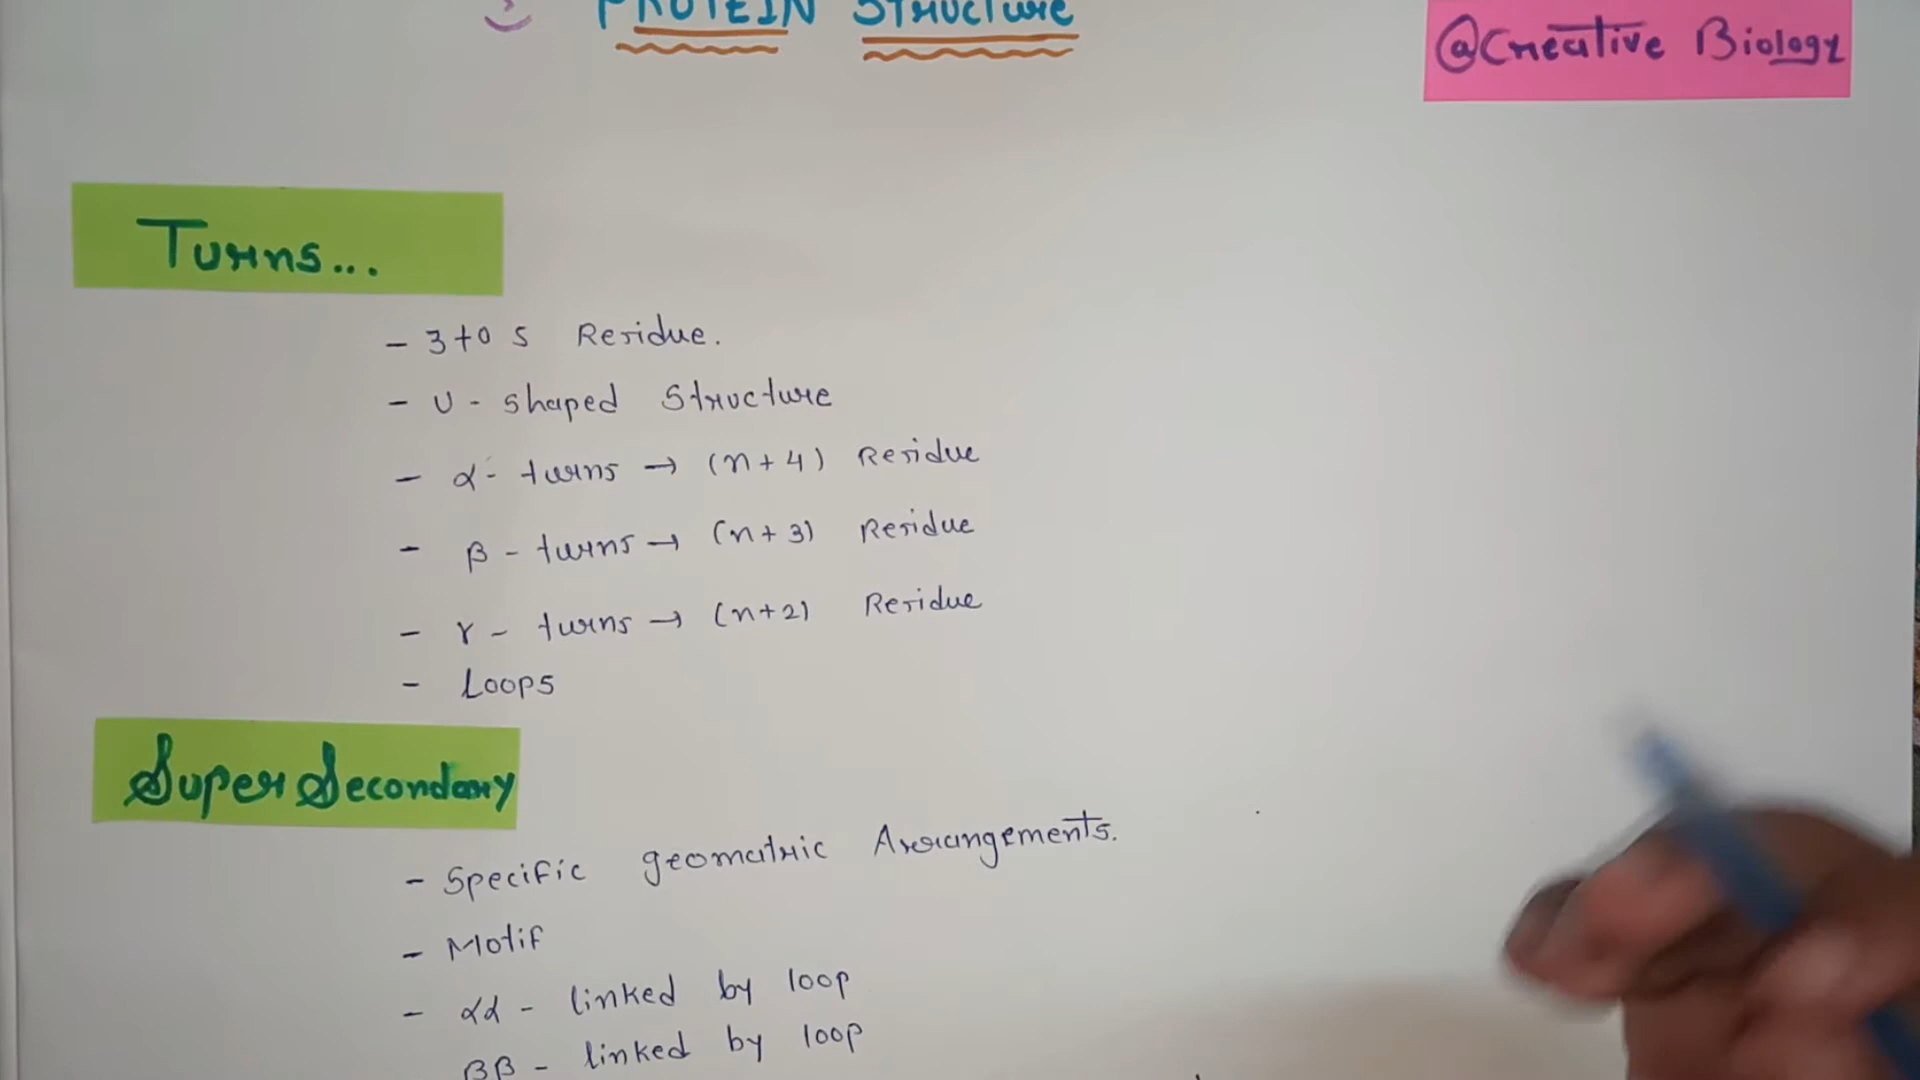 PROTEIN Structure
@Creative Biology
Turns...
- 3 to 5 Residue.
- U - shaped Structure
- α - turns → (n+4) Residue
- β - turns → (n+3) Residue
- γ - turns → (n+2) Residue
- Loops
Super Secondary
- Specific geomatric Arrangements.
- Motif
- αα - linked by loop
ββ - linked by loop